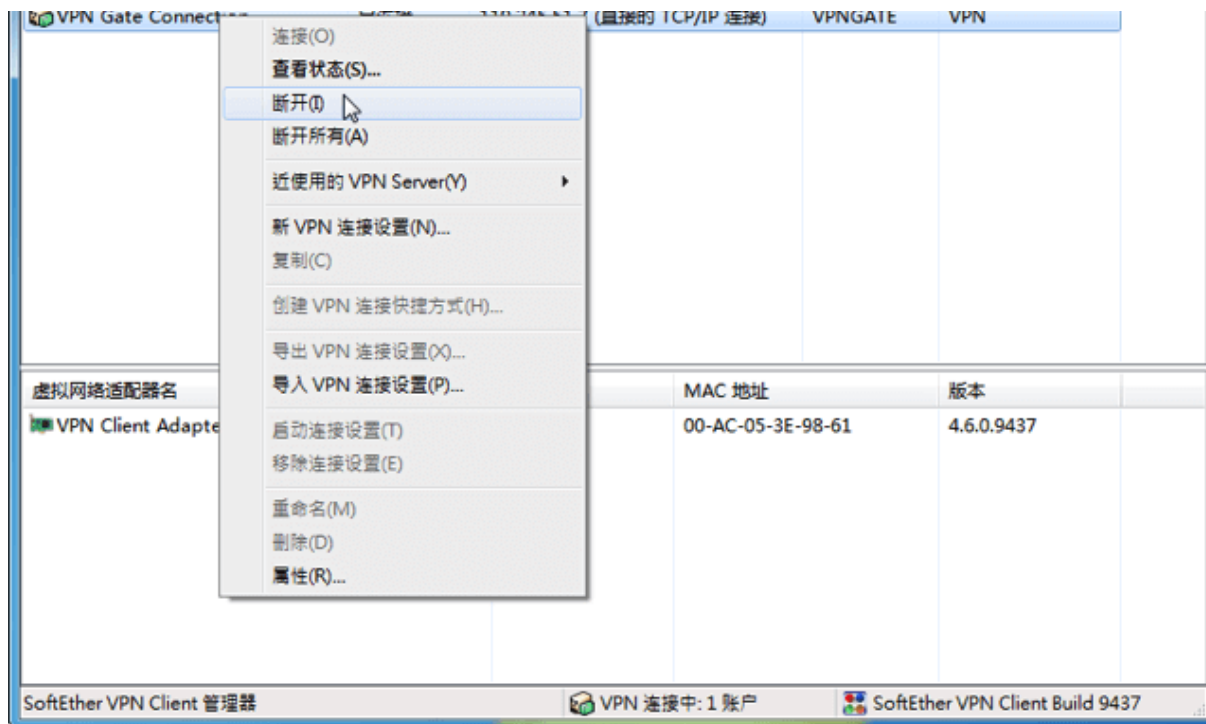 VPN Gate Connection (直接的 TCP/IP 连接) VPNGATE VPN
连接(O)
查看状态(S)...
断开(I)
断开所有(A)
近使用的 VPN Server(Y)
新 VPN 连接设置(N)...
复制(C)
创建 VPN 连接快捷方式(H)...
导出 VPN 连接设置(X)...
导入 VPN 连接设置(P)...
虚拟网络适配器名 MAC 地址 版本
VPN Client Adapte 00-AC-05-3E-98-61 4.6.0.9437
启动连接设置(T)
移除连接设置(E)
重命名(M)
删除(D)
属性(R)...
SoftEther VPN Client 管理器 VPN 连接中: 1 账户 SoftEther VPN Client Build 9437